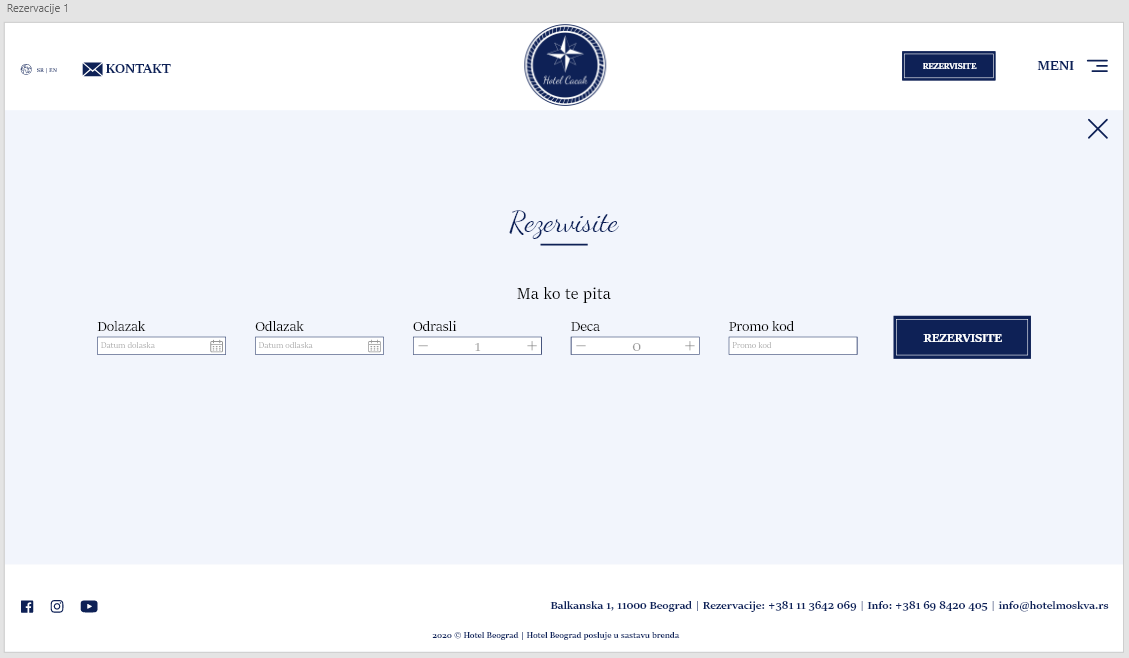 Rezervacije 1
SR | EN
KONTAKT
Hotel Cacak
REZERVISITE
MENI
Rezervisite
Ma ko te pita
Dolazak
Odlazak
Odrasli
Deca
Promo kod
Datum dolaska
Datum odlaska
1
0
Promo kod
REZERVISITE
Balkanska 1, 11000 Beograd | Rezervacije: +381 11 3642 069 | Info: +381 69 8420 405 | info@hotelmoskva.rs
2020 © Hotel Beograd | Hotel Beograd posluje u sastavu brenda